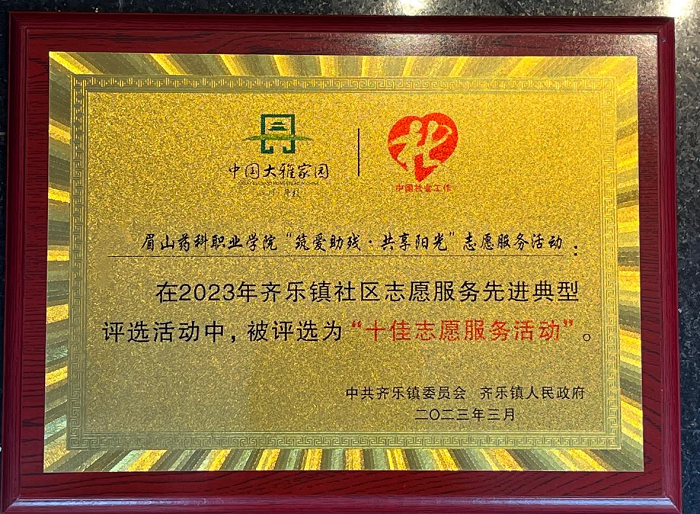 中国大雅家园
中国社会工作
眉山药科职业学院“筑爱助残·共享阳光”志愿服务活动：
在2023年齐乐镇社区志愿服务先进典型
评选活动中，被评选为“十佳志愿服务活动”。
中共齐乐镇委员会 齐乐镇人民政府
二〇二三年三月